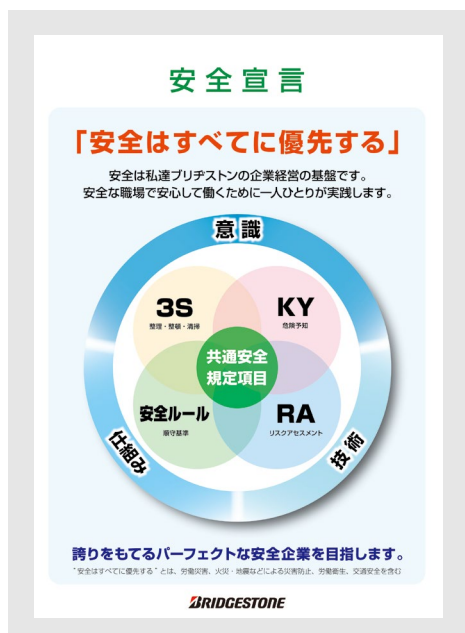 安全宣言
「安全はすべてに優先する」
安全は私達ブリヂストンの企業経営の基盤です。
安全な職場で安心して働くために一人ひとりが実践します。
意識
3S
整理・整頓・清掃
KY
危険予知
共通安全
規定項目
安全ルール
順守基準
RA
リスクアセスメント
仕組み
技術
誇りをもてるパーフェクトな安全企業を目指します。
"安全はすべてに優先する"とは、労働災害、火災・地震などによる災害防止、労働衛生、交通安全を含む
BRIDGESTONE